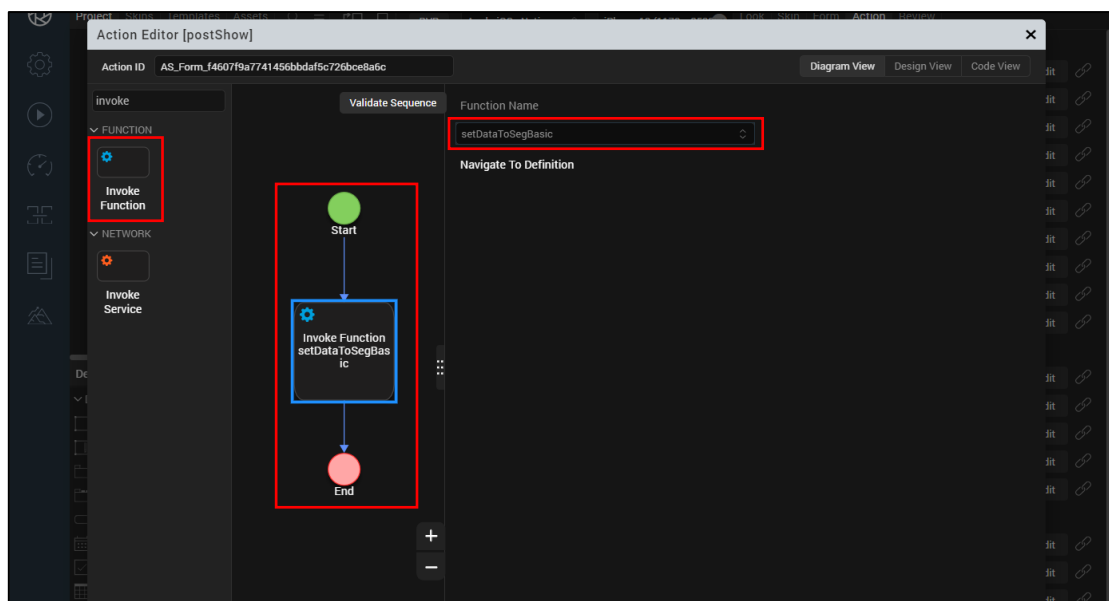 Project Skins Templates Assets
Look Skin Form Action Review
Action Editor [postShow]
Action ID AS_Form_f4607f9a7741456bbdaf5c726bce8a6c
Diagram View Design View Code View
invoke
Validate Sequence
Function Name
FUNCTION
setDataToSegBasic
Navigate To Definition
Invoke
Function
Start
NETWORK
Invoke
Service
Invoke Function
setDataToSegBas
ic
End
+
−